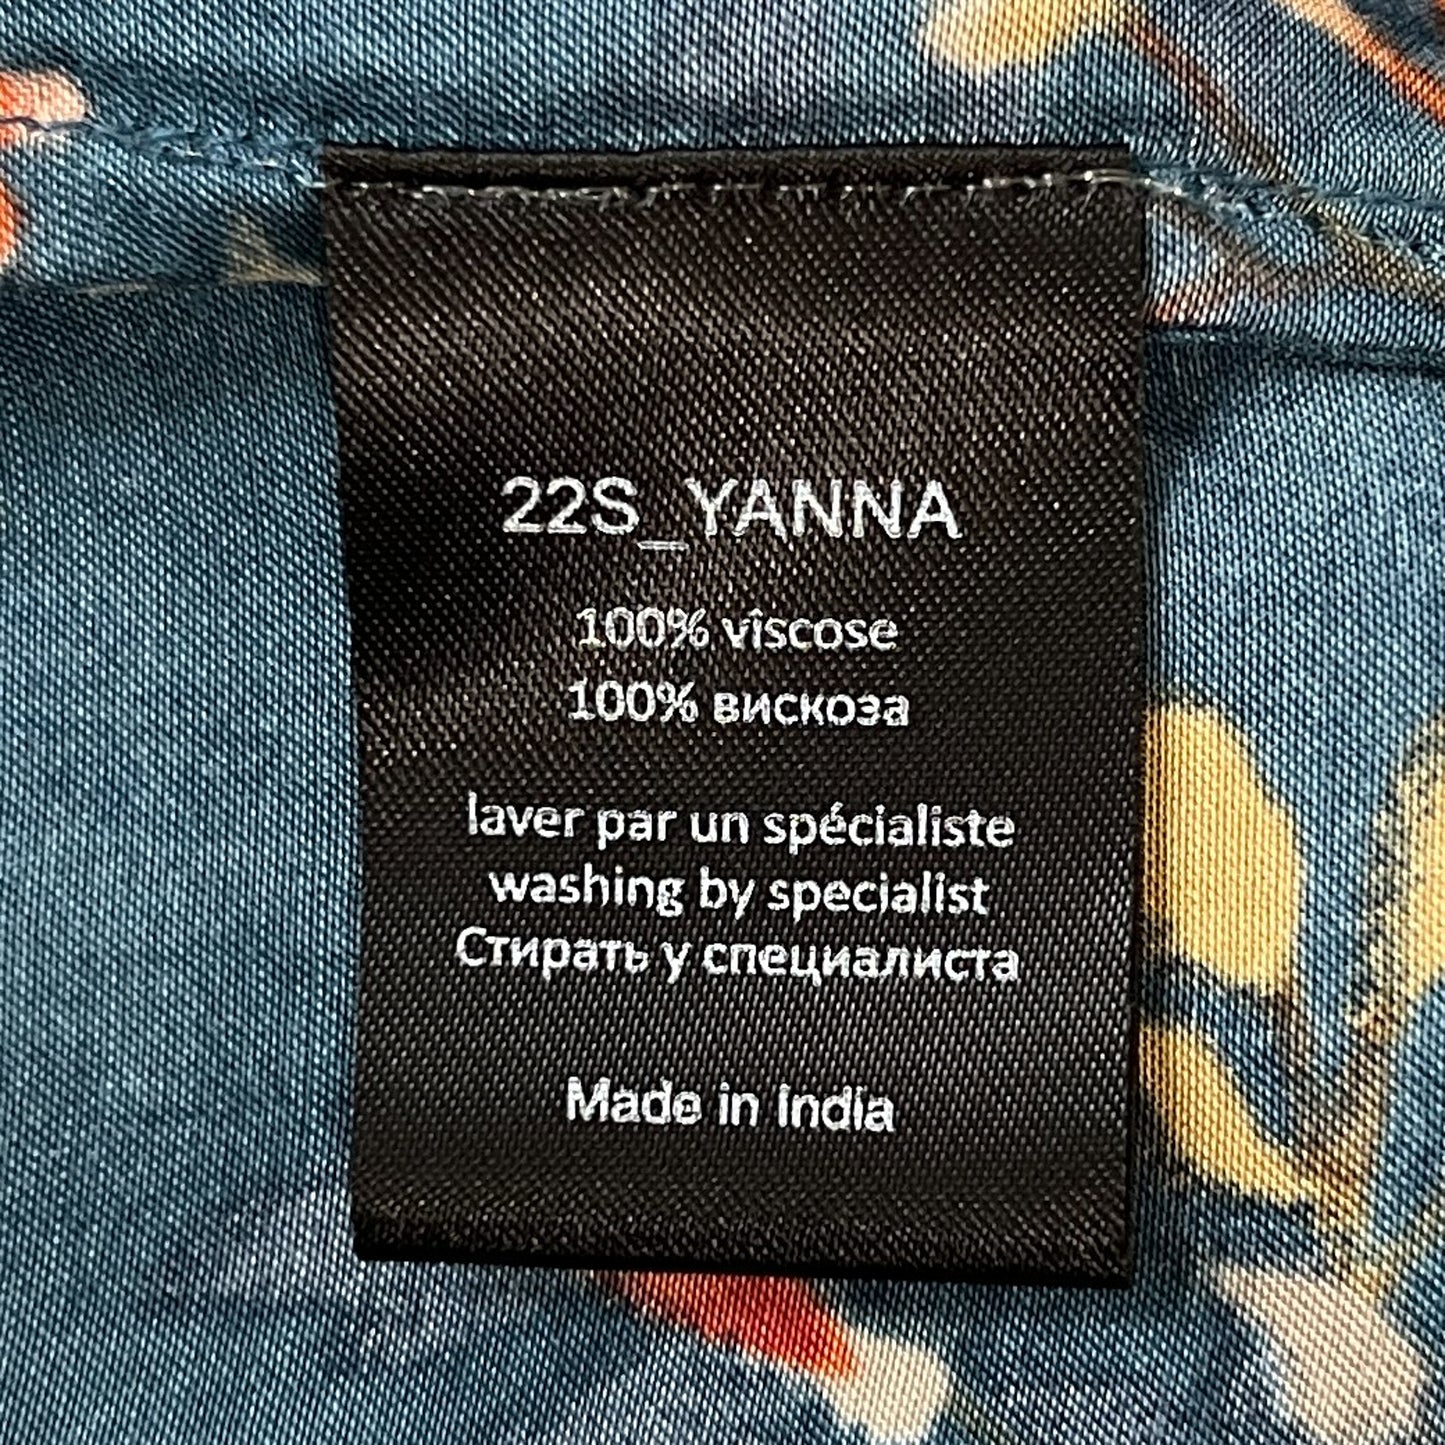 22S_YANNA
100% viscose
100% вискоза
laver par un spécialiste
washing by specialist
Стирать у специалиста
Made in India